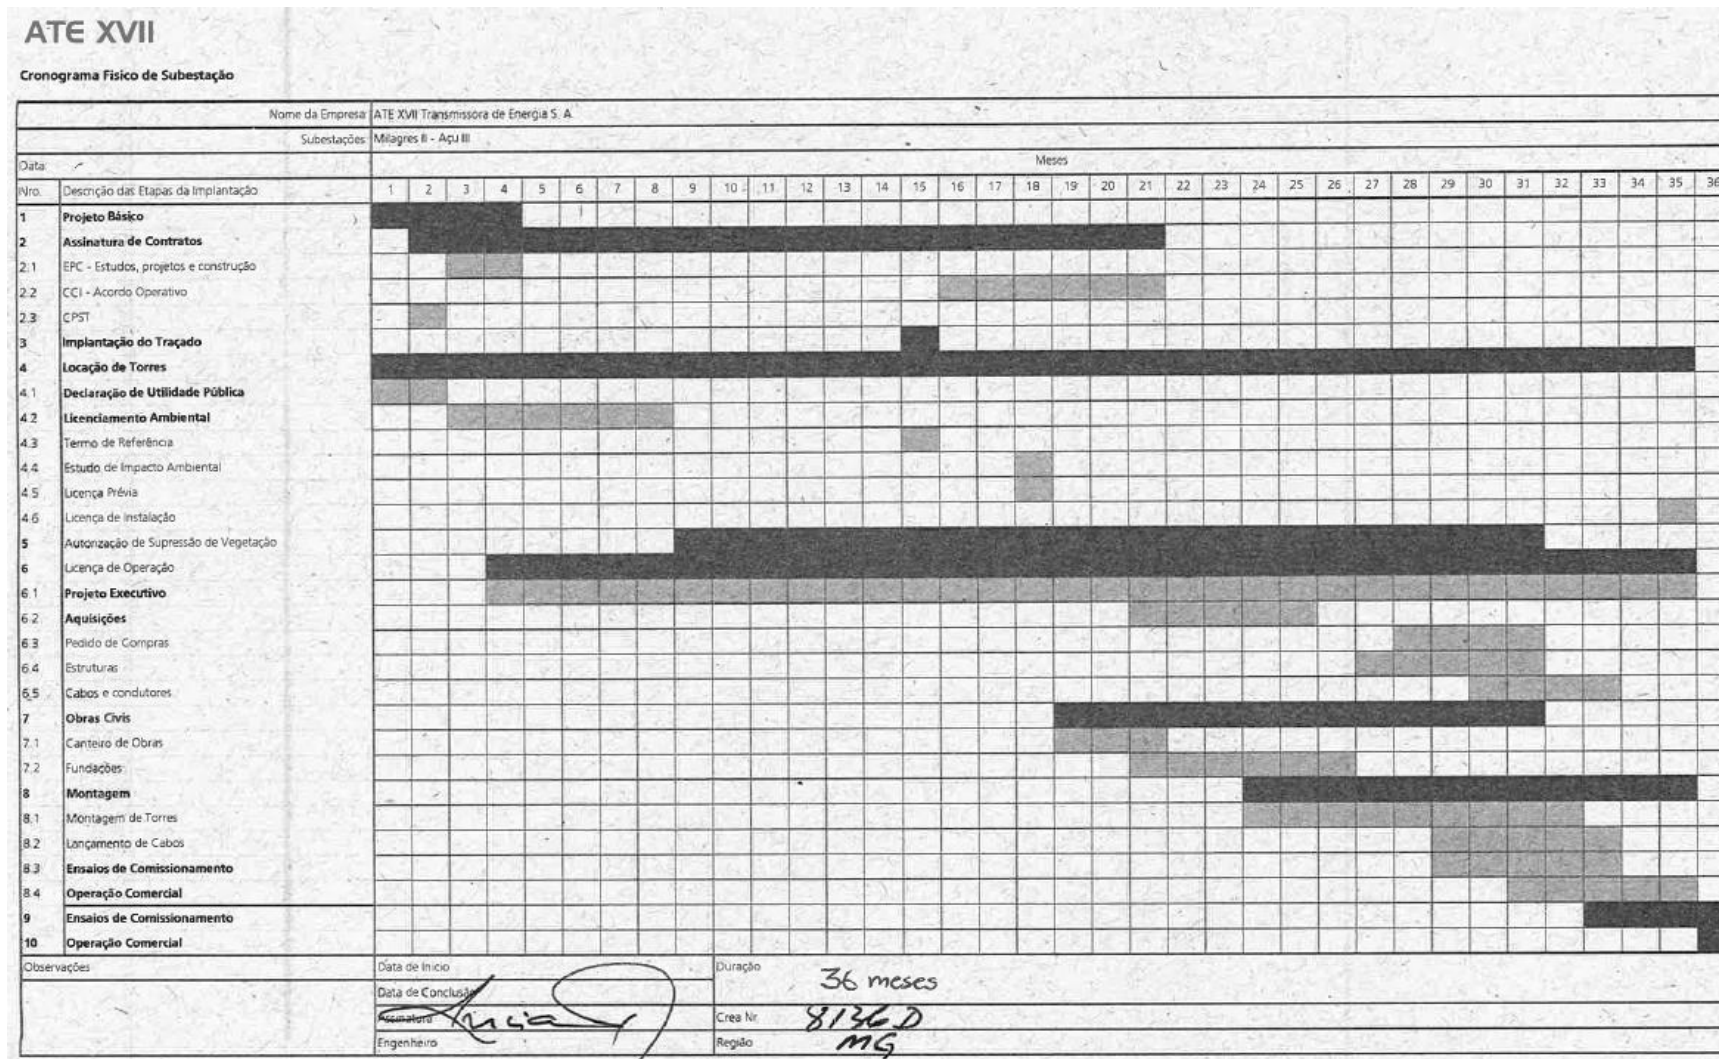 ATE XVII
Cronograma Fisico de Subestação
Nome da Empresa: ATE XVII Transmissora de Energia S. A.
Subestações: Milagres II - Açu III
Data: Meses
Nro. Descrição das Etapas da Implantação 1 2 3 4 5 6 7 8 9 10 11 12 13 14 15 16 17 18 19 20 21 22 23 24 25 26 27 28 29 30 31 32 33 34 35 36
1 Projeto Básico
2 Assinatura de Contratos
2.1 EPC - Estudos, projetos e construção
2.2 CCI - Acordo Operativo
2.3 CPST
3 Implantação do Traçado
4 Locação de Torres
4.1 Declaração de Utilidade Pública
4.2 Licenciamento Ambiental
4.3 Termo de Referência
4.4 Estudo de Impacto Ambiental
4.5 Licença Prévia
4.6 Licença de Instalação
5 Autorização de Supressão de Vegetação
6 Licença de Operação
6.1 Projeto Executivo
6.2 Aquisições
6.3 Pedido de Compras
6.4 Estruturas
6.5 Cabos e condutores
7 Obras Civis
7.1 Canteiro de Obras
7.2 Fundações
8 Montagem
8.1 Montagem de Torres
8.2 Lançamento de Cabos
8.3 Ensaios de Comissionamento
8.4 Operação Comercial
9 Ensaios de Comissionamento
10 Operação Comercial
Observações Data de Inicio Duração 36 meses
Data de Conclusão
Assinatura Crea Nr 8136 D
Engenheiro Região MG